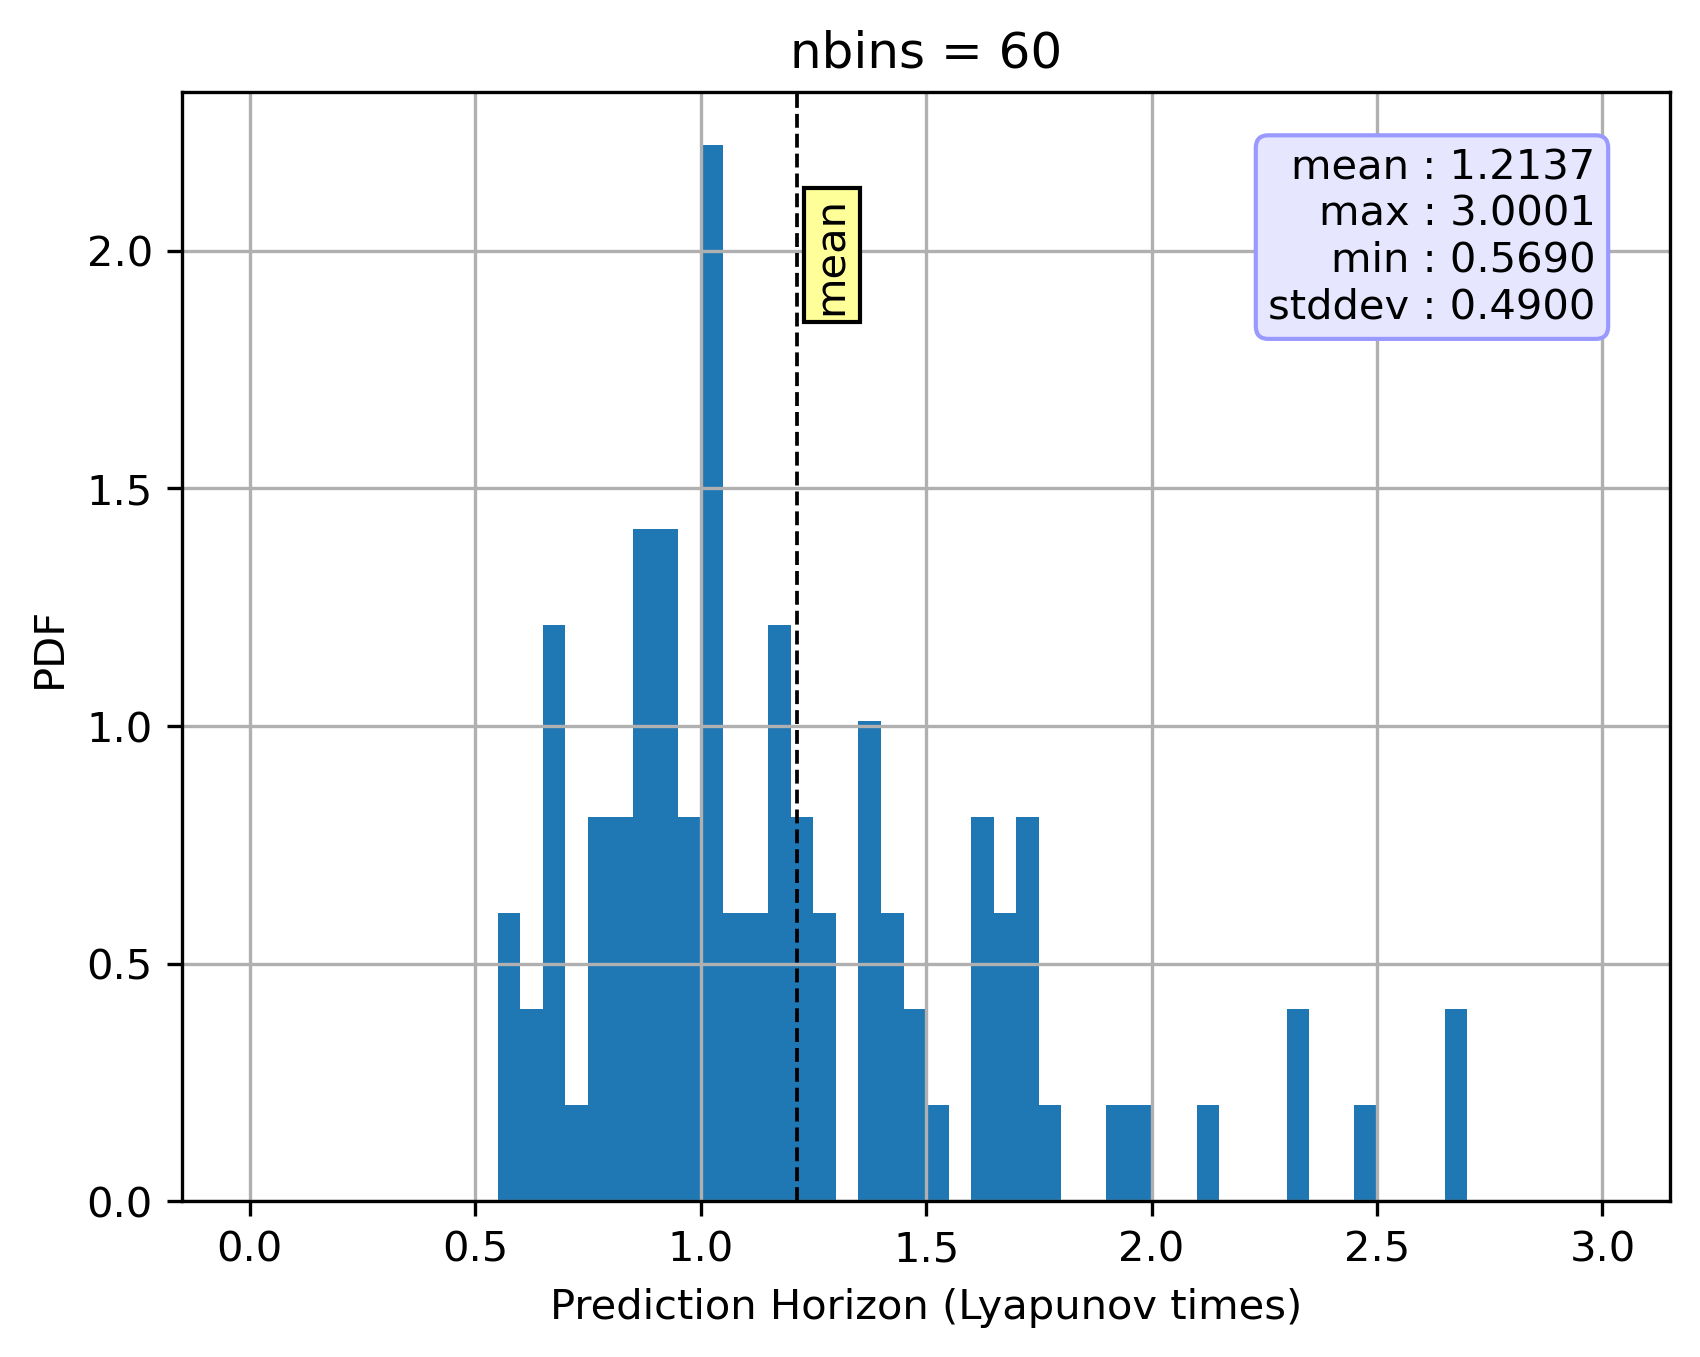 nbins = 60
mean : 1.2137
max : 3.0001
min : 0.5690
stddev : 0.4900
mean
PDF
2.0
1.5
1.0
0.5
0.0
0.0 0.5 1.0 1.5 2.0 2.5 3.0
Prediction Horizon (Lyapunov times)